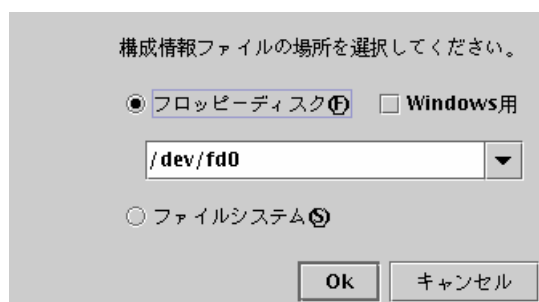 構成情報ファイルの場所を選択してください。
フロッピーディスク(F) Windows用
/dev/fd0
ファイルシステム(S)
Ok キャンセル